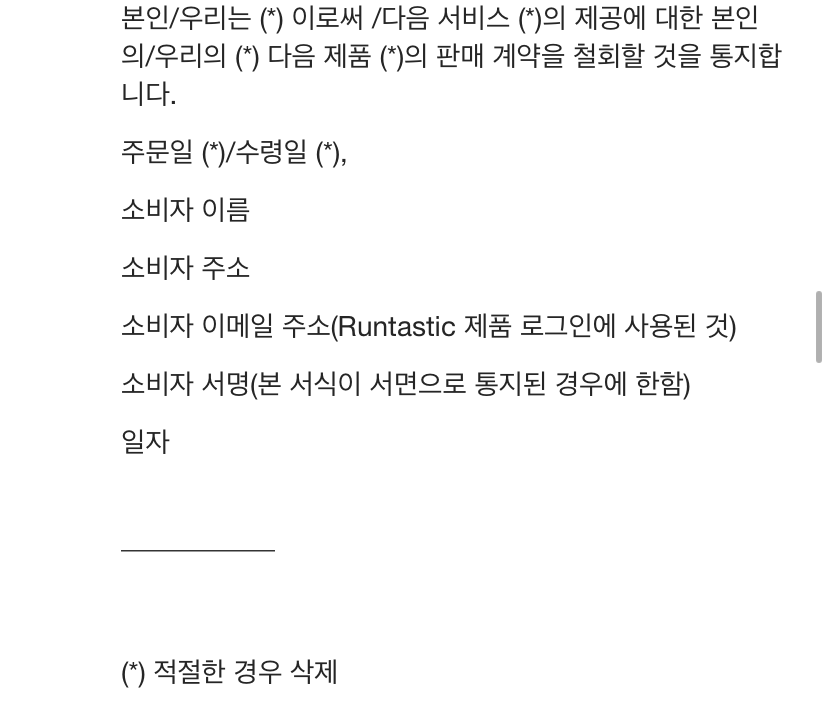 본인/우리는 (*) 이로써 /다음 서비스 (*)의 제공에 대한 본인
의/우리의 (*) 다음 제품 (*)의 판매 계약을 철회할 것을 통지합
니다.
주문일 (*)/수령일 (*),
소비자 이름
소비자 주소
소비자 이메일 주소(Runtastic 제품 로그인에 사용된 것)
소비자 서명(본 서식이 서면으로 통지된 경우에 한함)
일자
(*) 적절한 경우 삭제